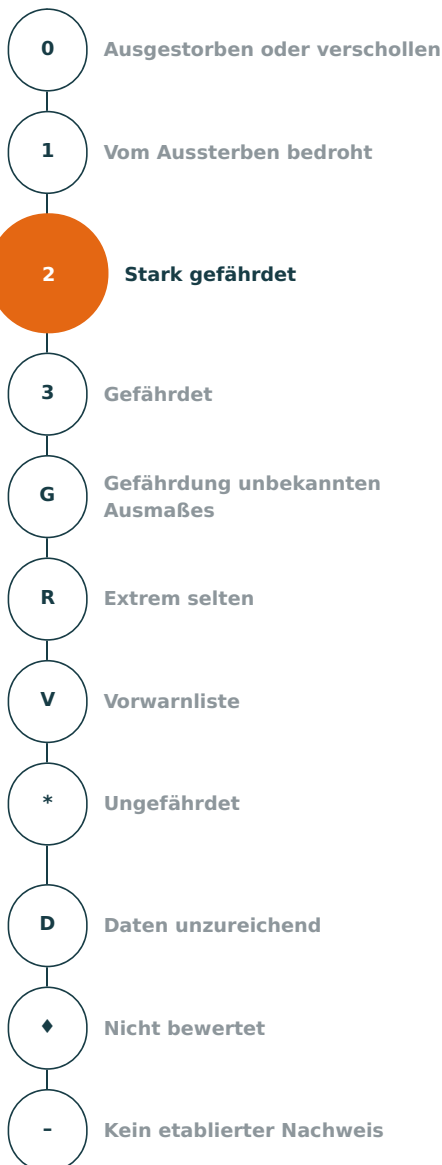 0 Ausgestorben oder verschollen
1 Vom Aussterben bedroht
2 Stark gefährdet
3 Gefährdet
G Gefährdung unbekannten
Ausmaßes
R Extrem selten
V Vorwarnliste
* Ungefährdet
D Daten unzureichend
♦ Nicht bewertet
– Kein etablierter Nachweis